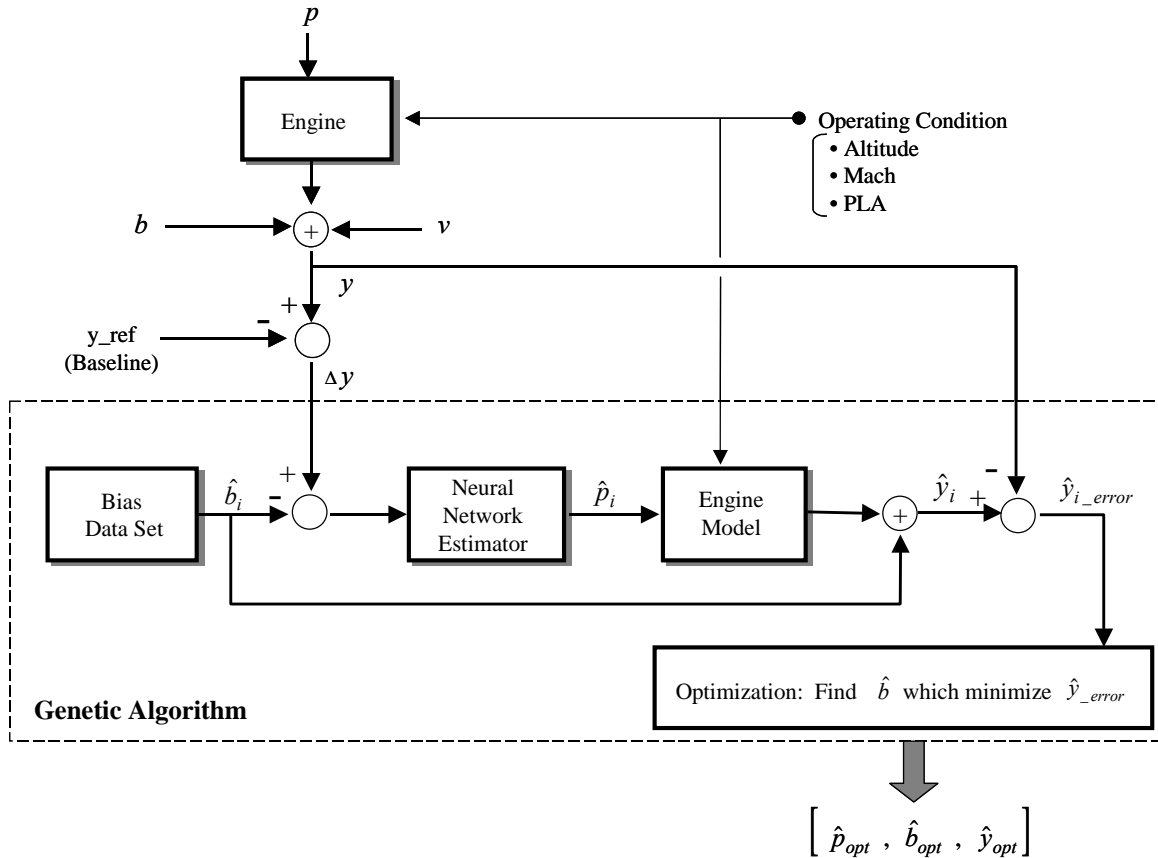 p
Engine
Operating Condition
• Altitude
• Mach
• PLA
b
+
v
y
+
-
y_ref
(Baseline)
Δy
+
-
Bias
Data Set
b̂i
Neural
Network
Estimator
p̂i
Engine
Model
+
ŷi
+
-
ŷi_error
Optimization: Find b̂ which minimize ŷ_error
Genetic Algorithm
[ p̂opt , b̂opt , ŷopt ]